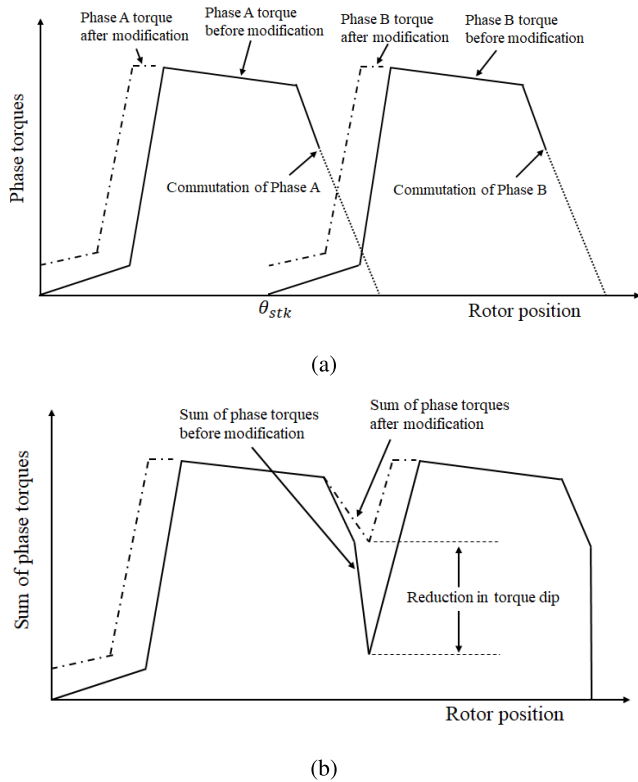 Phase A torque
after modification
Phase A torque
before modification
Phase B torque
after modification
Phase B torque
before modification
Phase torques
Commutation of Phase A
Commutation of Phase B
θ_stk
Rotor position
(a)
Sum of phase torques
before modification
Sum of phase torques
after modification
Sum of phase torques
Reduction in torque dip
Rotor position
(b)